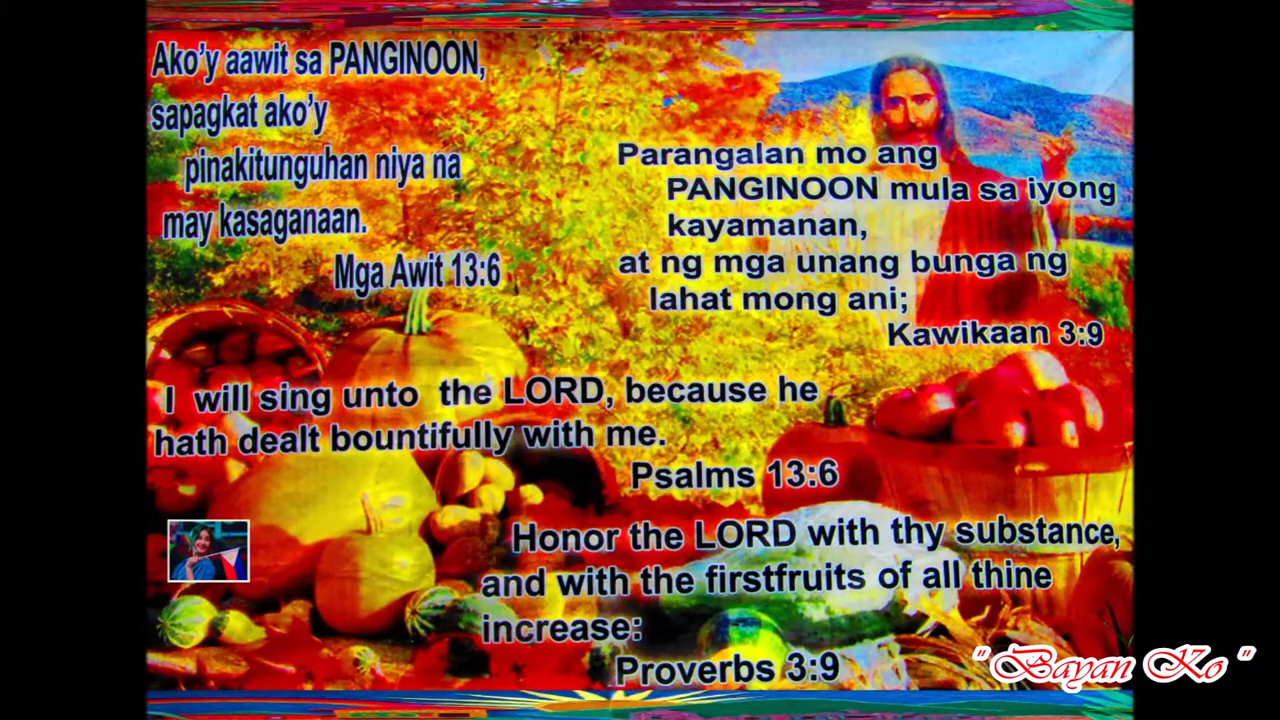 Ako'y aawit sa PANGINOON,
sapagkat ako'y
pinakitunguhan niya na
may kasaganaan.
Mga Awit 13:6
Parangalan mo ang
PANGINOON mula sa iyong
kayamanan,
at ng mga unang bunga ng
lahat mong ani;
Kawikaan 3:9
I will sing unto the LORD, because he
hath dealt bountifully with me.
Psalms 13:6
Honor the LORD with thy substance,
and with the firstfruits of all thine
increase:
Proverbs 3:9
" Bayan Ko "